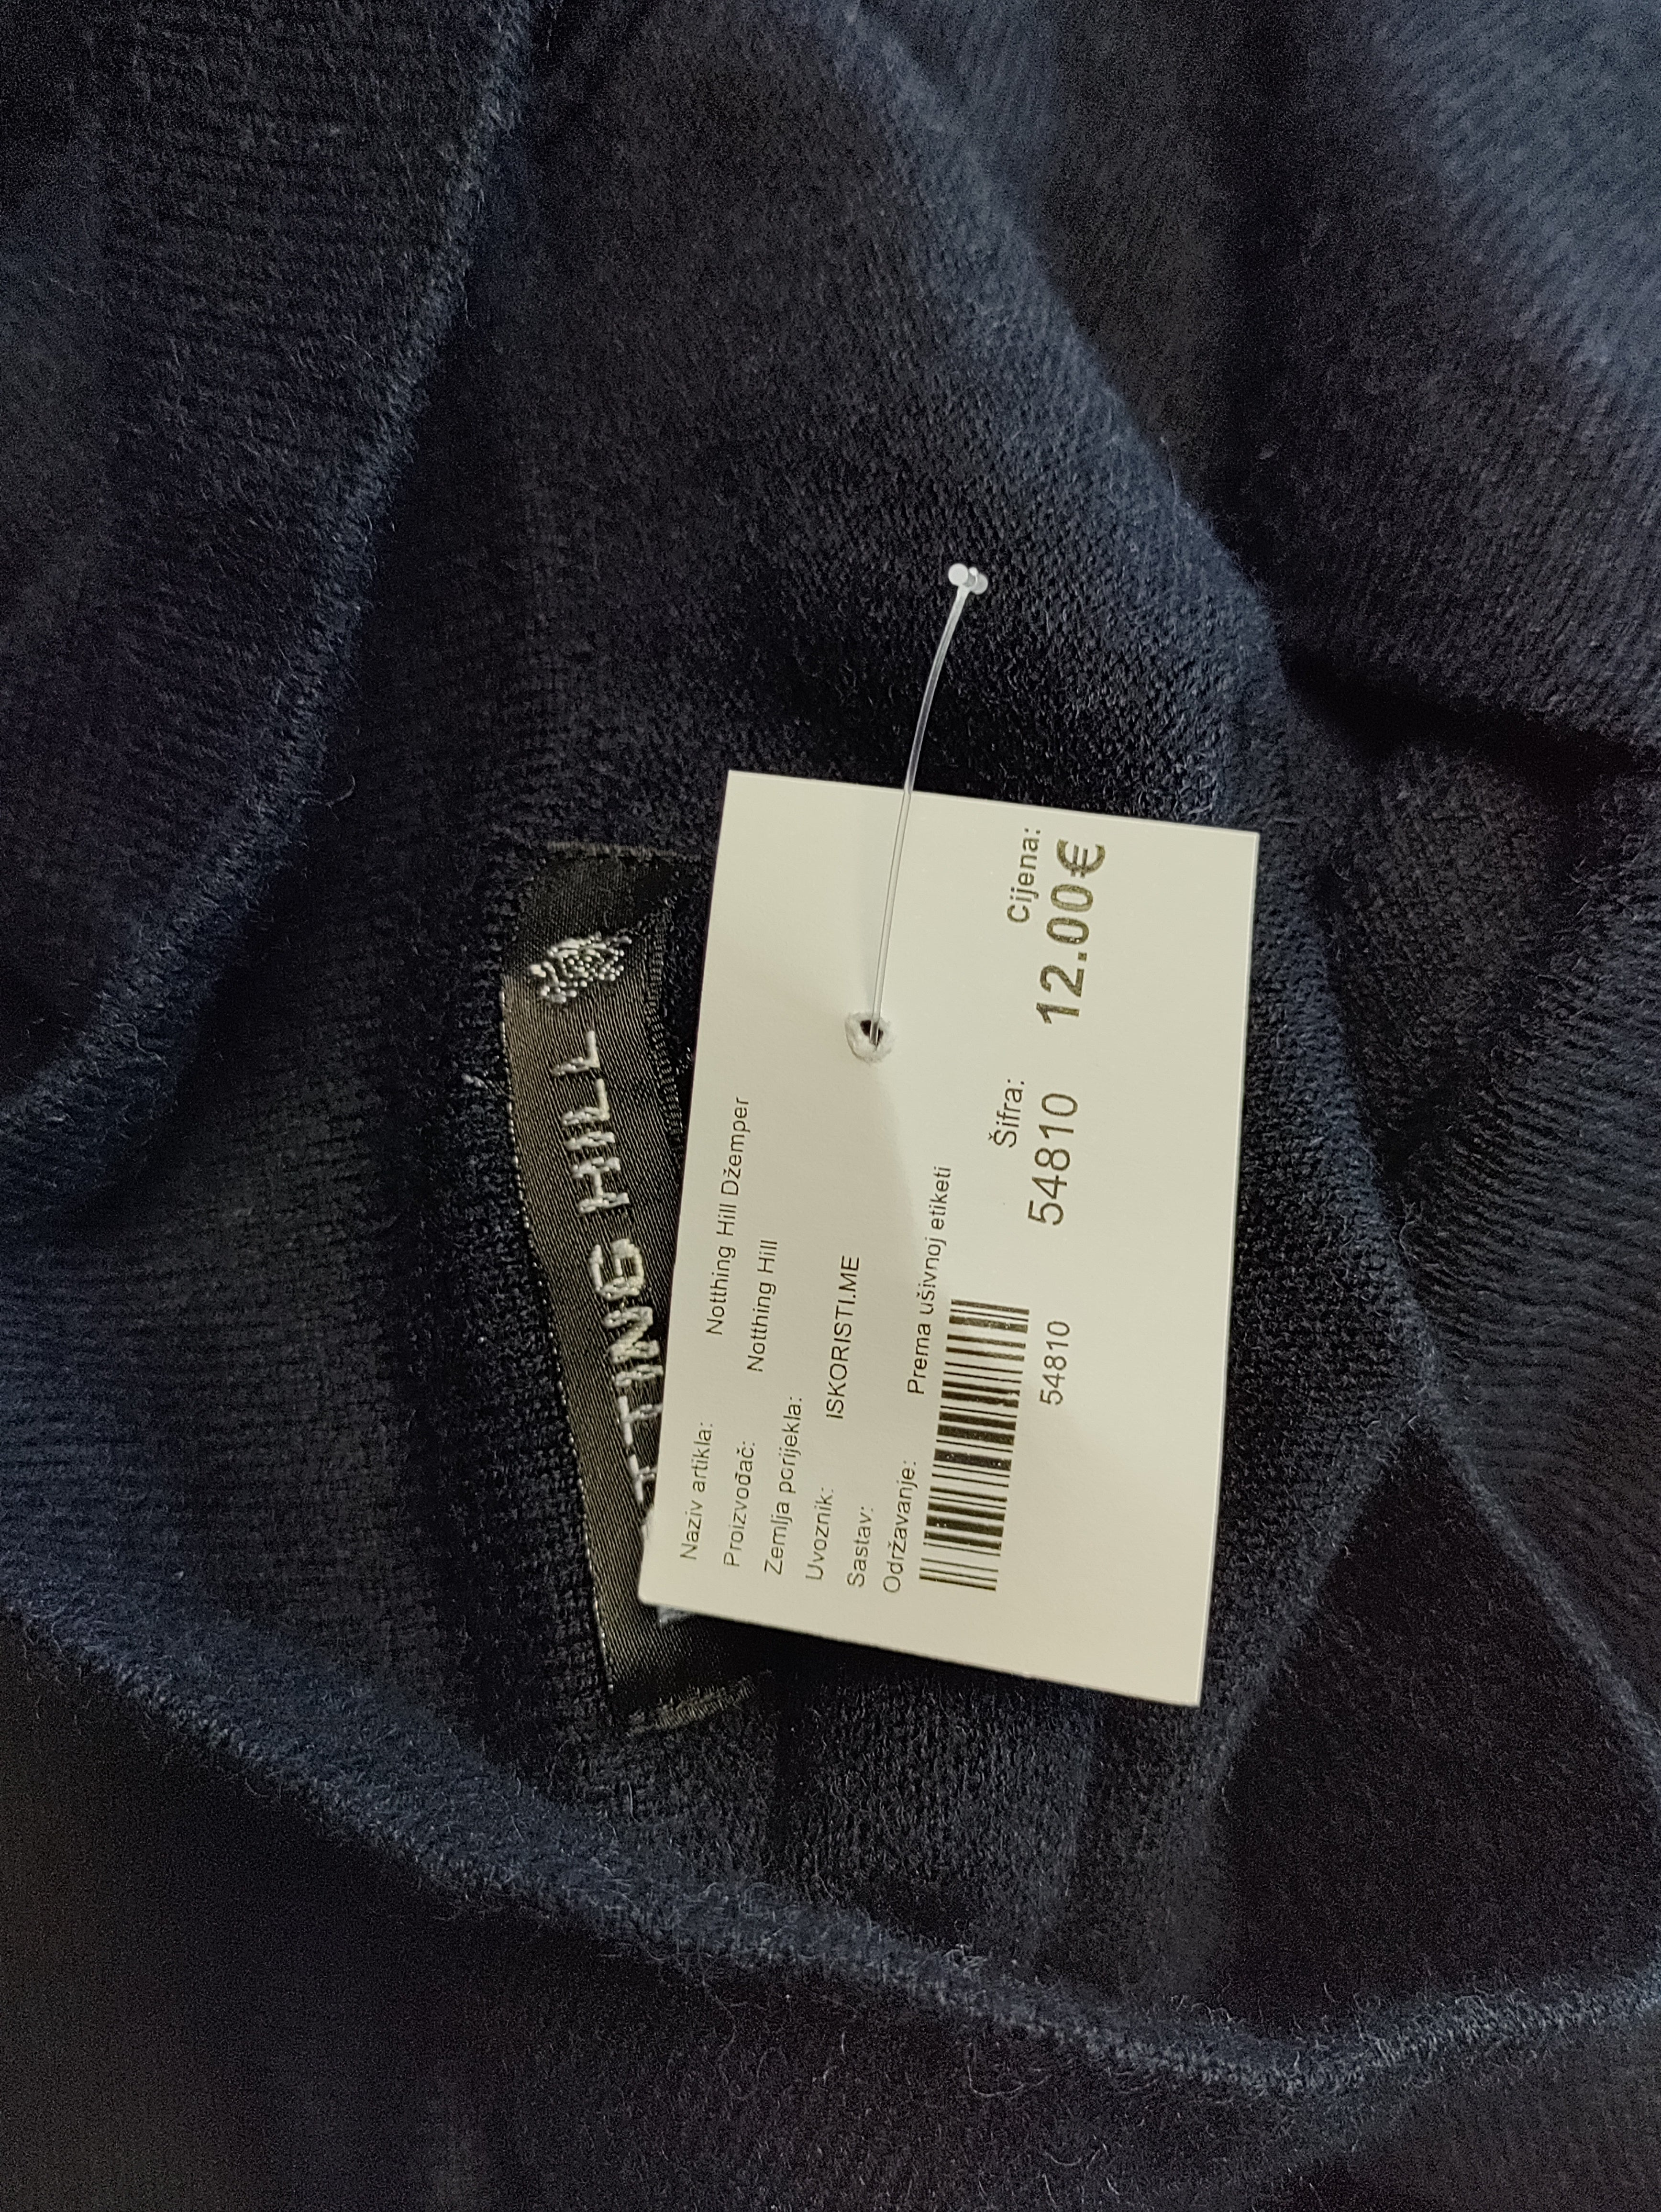 TTING HILL
Naziv artikla: Notthing Hill Džemper
Proizvođač: Notthing Hill
Zemlja porijekla:
Uvoznik: ISKORISTI.ME
Sastav:
Održavanje: Prema ušivnoj etiketi
Šifra: Cijena:
54810 12.00€
54810